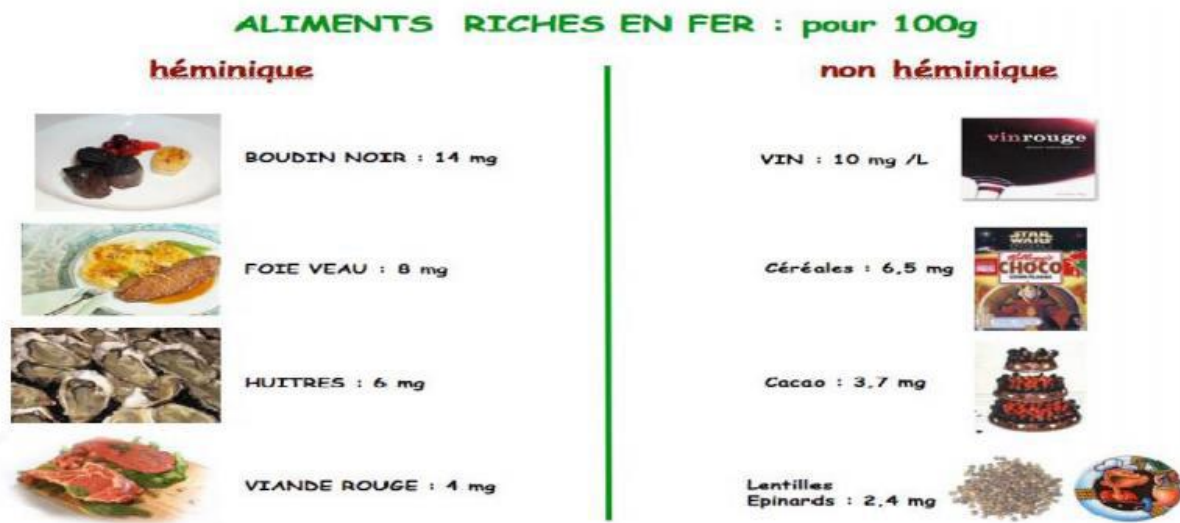 ALIMENTS RICHES EN FER : pour 100g
héminique
BOUDIN NOIR : 14 mg
FOIE VEAU : 8 mg
HUITRES : 6 mg
VIANDE ROUGE : 4 mg
non héminique
VIN : 10 mg /L
vinrouge
Céréales : 6,5 mg
STAR WARS
Kellogg's
CHOCO
Cacao : 3,7 mg
Lentilles
Epinards : 2,4 mg